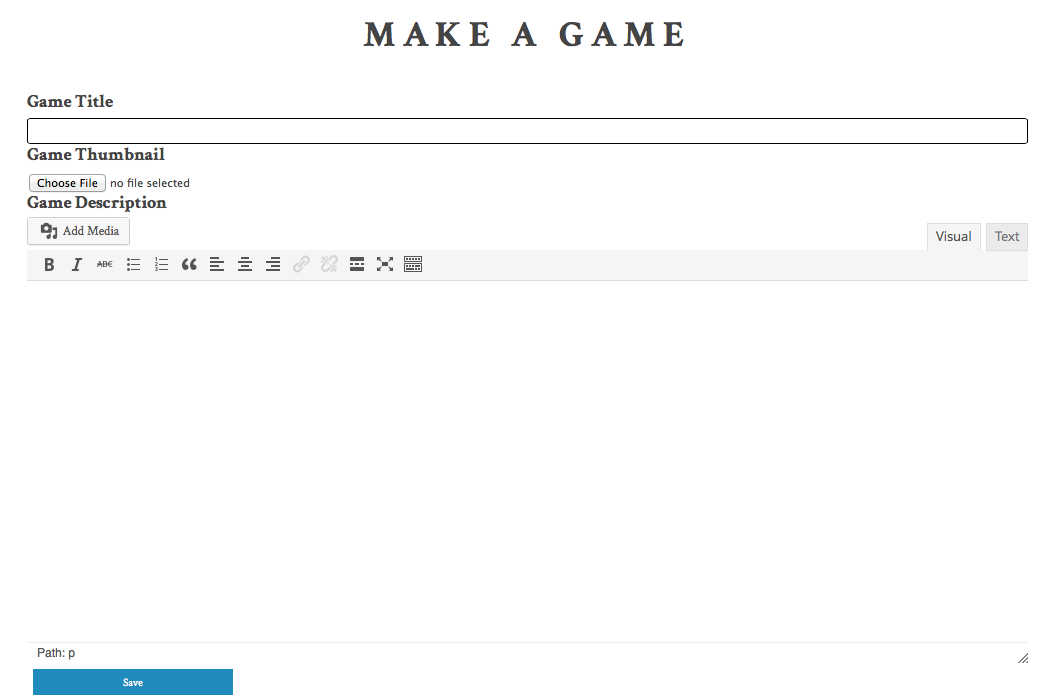 MAKE A GAME
Game Title
Game Thumbnail
Choose File no file selected
Game Description
Add Media
Visual Text
B I ABC
Path: p
Save